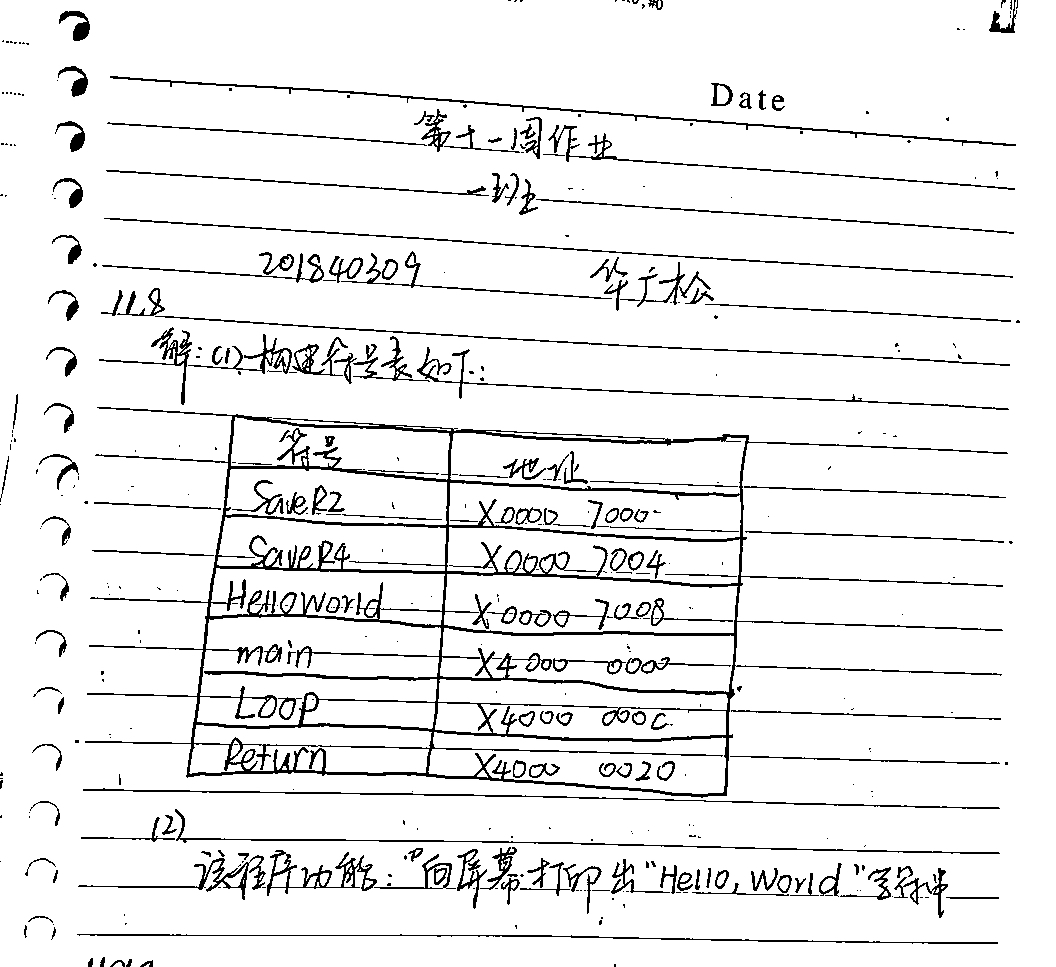 Date
第十一周作业
一班
201840309 华广松
11.8
解:(1).构建符号表如下:
符号 地址
SaveR2 X0000 7000
SaveR4 X0000 7004
HelloWorld X0000 7008
main X4000 0000
LOOP X4000 000C
Return X4000 0020
(2)
该程序功能:"向屏幕打印出"Hello, World"字符串